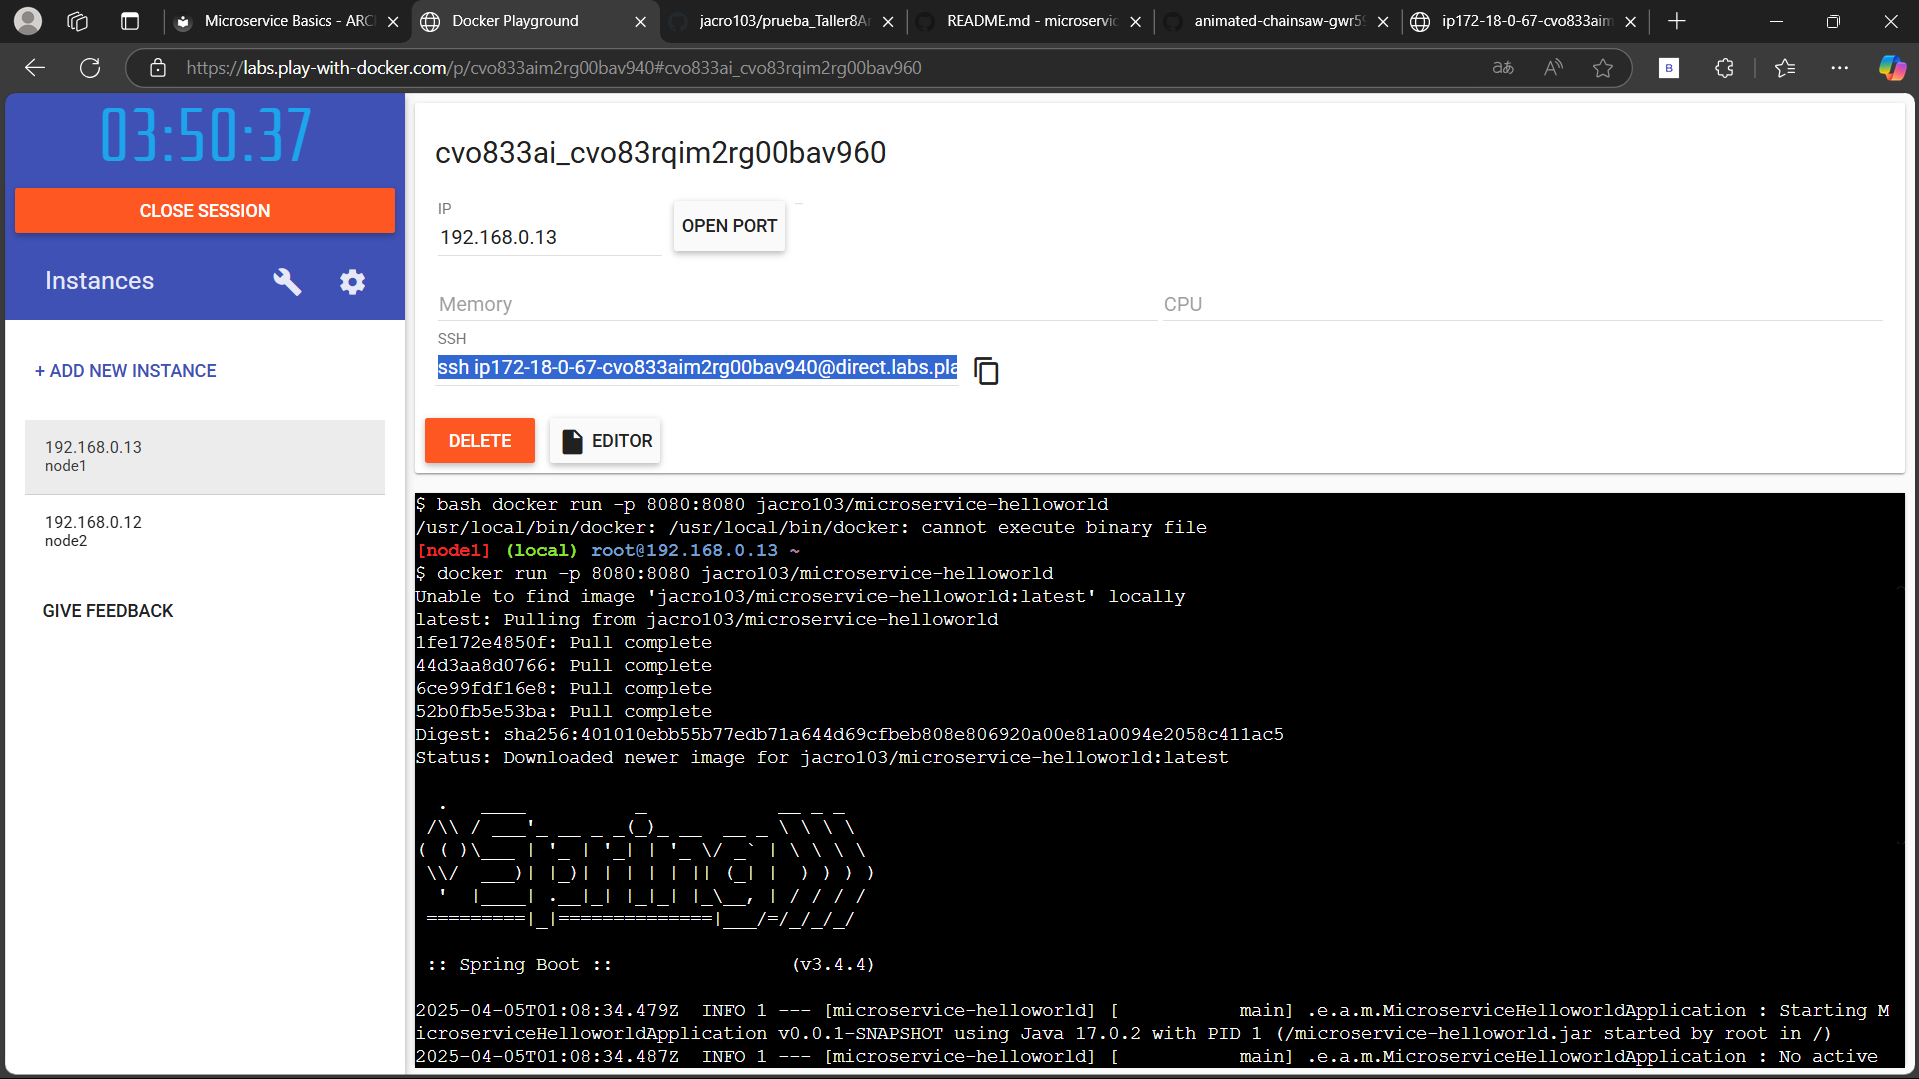 Microservice Basics - ARC
Docker Playground
jacro103/prueba_Taller8Ar
README.md - microservic
animated-chainsaw-gwr59
ip172-18-0-67-cvo833aim
https://labs.play-with-docker.com/p/cvo833aim2rg00bav940#cvo833ai_cvo83rqim2rg00bav960
03:50:37
CLOSE SESSION
Instances
+ ADD NEW INSTANCE
192.168.0.13
node1
192.168.0.12
node2
GIVE FEEDBACK
cvo833ai_cvo83rqim2rg00bav960
IP
192.168.0.13
OPEN PORT
Memory
CPU
SSH
ssh ip172-18-0-67-cvo833aim2rg00bav940@direct.labs.pla
DELETE
EDITOR
$ bash docker run -p 8080:8080 jacro103/microservice-helloworld
/usr/local/bin/docker: /usr/local/bin/docker: cannot execute binary file
[node1] (local) root@192.168.0.13 ~
$ docker run -p 8080:8080 jacro103/microservice-helloworld
Unable to find image 'jacro103/microservice-helloworld:latest' locally
latest: Pulling from jacro103/microservice-helloworld
1fe172e4850f: Pull complete
44d3aa8d0766: Pull complete
6ce99fdf16e8: Pull complete
52b0fb5e53ba: Pull complete
Digest: sha256:401010ebb55b77edb71a644d69cfbeb808e806920a00e81a0094e2058c411ac5
Status: Downloaded newer image for jacro103/microservice-helloworld:latest
Spring
:: Spring Boot :: (v3.4.4)
2025-04-05T01:08:34.479Z  INFO 1 --- [microservice-helloworld] [           main] .e.a.m.MicroserviceHelloworldApplication : Starting M
icroserviceHelloworldApplication v0.0.1-SNAPSHOT using Java 17.0.2 with PID 1 (/microservice-helloworld.jar started by root in /)
2025-04-05T01:08:34.487Z  INFO 1 --- [microservice-helloworld] [           main] .e.a.m.MicroserviceHelloworldApplication : No active